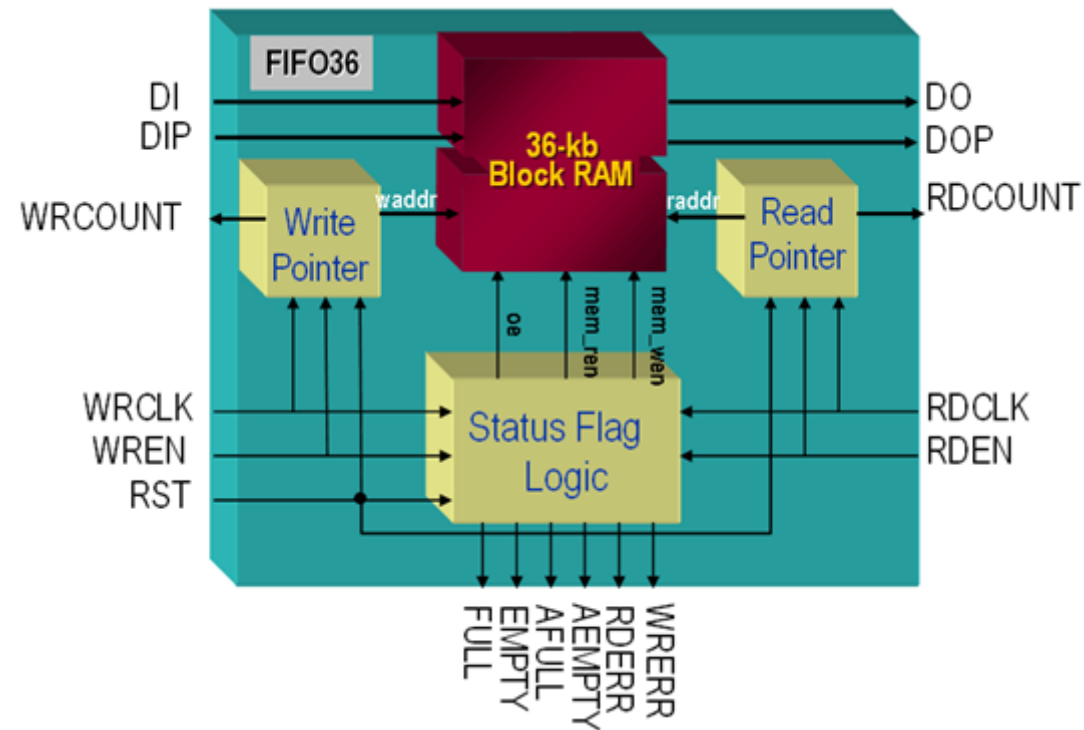 FIFO36
DI
DIP
WRCOUNT
36-kb
Block RAM
DO
DOP
RDCOUNT
waddr
raddr
Write
Pointer
Read
Pointer
oe
mem_ren
mem_wen
WRCLK
WREN
RST
Status Flag
Logic
RDCLK
RDEN
FULL
EMPTY
AFULL
AEMPTY
RDERR
WRERR